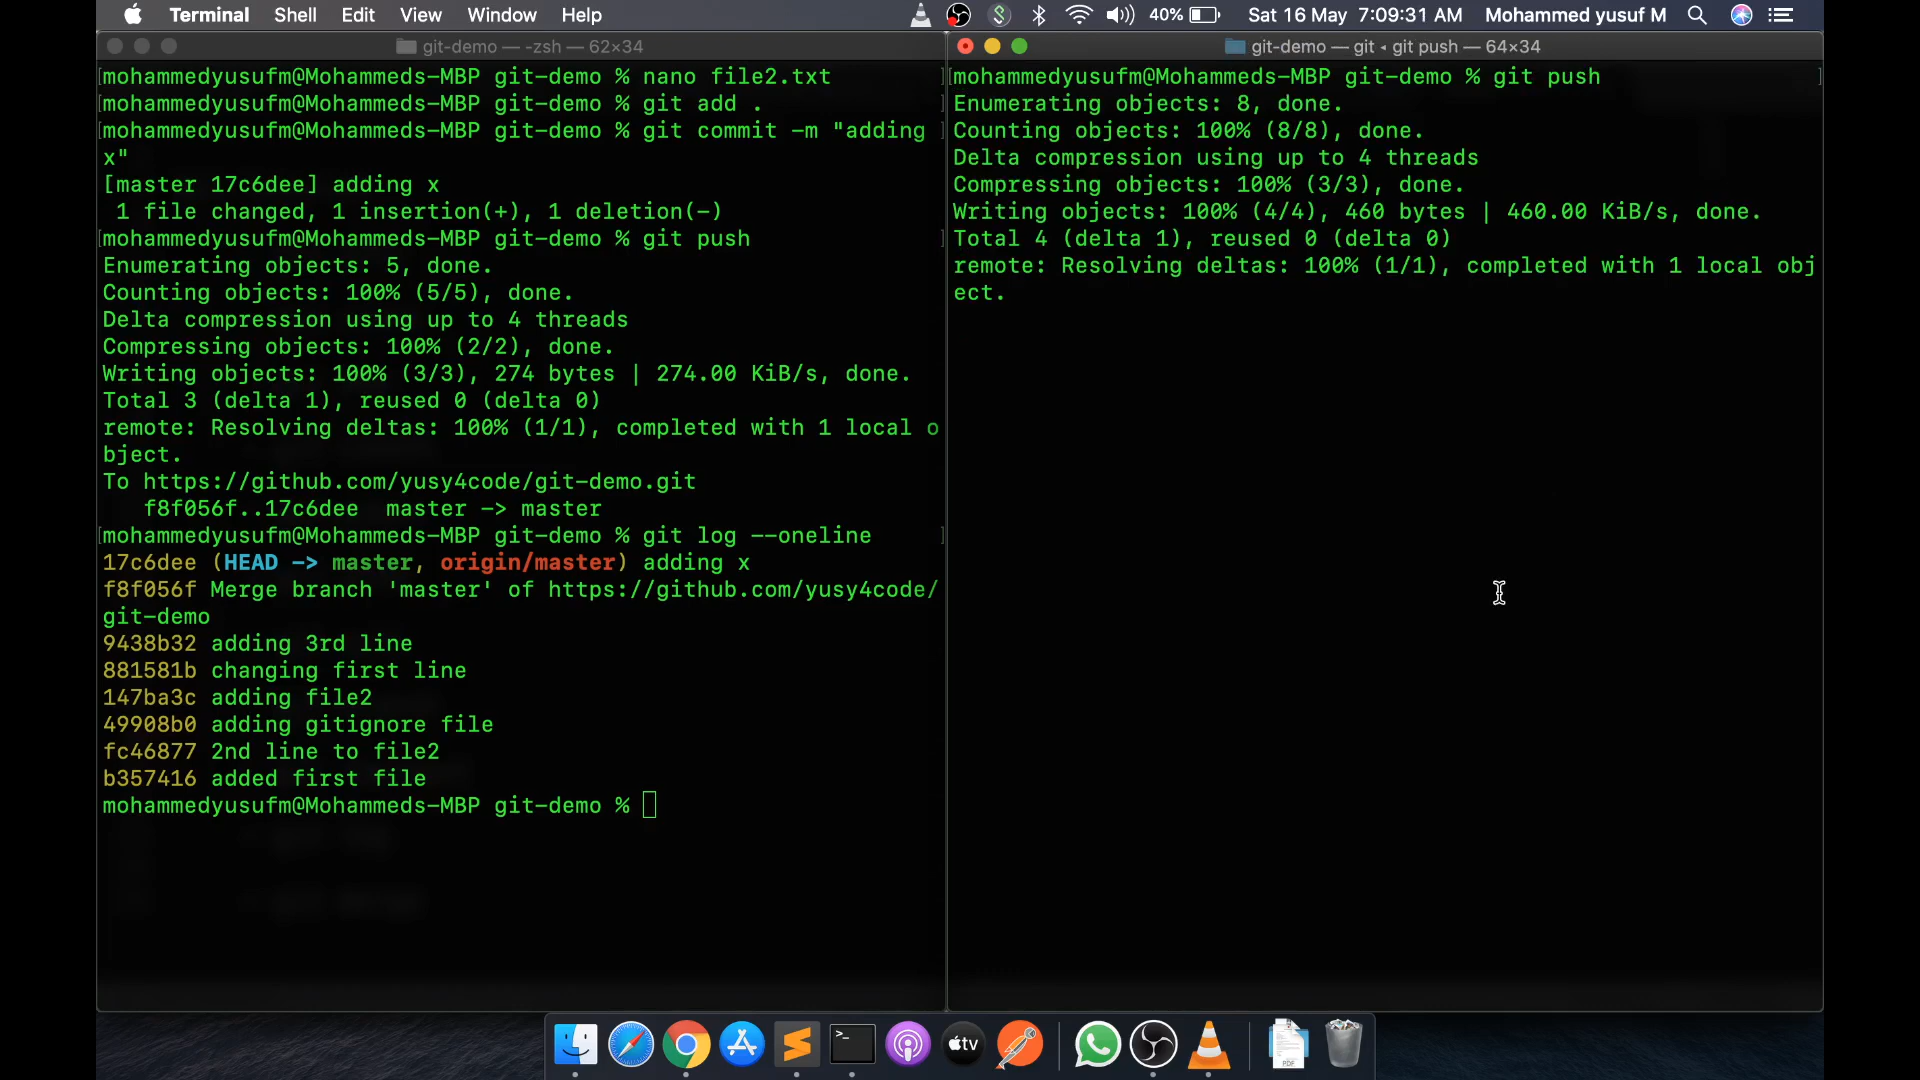 Terminal Shell Edit View Window Help 40% Sat 16 May 7:09:31 AM Mohammed yusuf M
git-demo — -zsh — 62×34
[mohammedyusufm@Mohammeds-MBP git-demo % nano file2.txt ]
[mohammedyusufm@Mohammeds-MBP git-demo % git add . ]
[mohammedyusufm@Mohammeds-MBP git-demo % git commit -m "adding ]
x"
[master 17c6dee] adding x
1 file changed, 1 insertion(+), 1 deletion(-)
[mohammedyusufm@Mohammeds-MBP git-demo % git push ]
Enumerating objects: 5, done.
Counting objects: 100% (5/5), done.
Delta compression using up to 4 threads
Compressing objects: 100% (2/2), done.
Writing objects: 100% (3/3), 274 bytes | 274.00 KiB/s, done.
Total 3 (delta 1), reused 0 (delta 0)
remote: Resolving deltas: 100% (1/1), completed with 1 local o
bject.
To https://github.com/yusy4code/git-demo.git
f8f056f..17c6dee  master -> master
[mohammedyusufm@Mohammeds-MBP git-demo % git log --oneline ]
17c6dee (HEAD -> master, origin/master) adding x
f8f056f Merge branch 'master' of https://github.com/yusy4code/
git-demo
9438b32 adding 3rd line
881581b changing first line
147ba3c adding file2
49908b0 adding gitignore file
fc46877 2nd line to file2
b357416 added first file
mohammedyusufm@Mohammeds-MBP git-demo %
git-demo — git ◂ git push — 64×34
[mohammedyusufm@Mohammeds-MBP git-demo % git push ]
Enumerating objects: 8, done.
Counting objects: 100% (8/8), done.
Delta compression using up to 4 threads
Compressing objects: 100% (3/3), done.
Writing objects: 100% (4/4), 460 bytes | 460.00 KiB/s, done.
Total 4 (delta 1), reused 0 (delta 0)
remote: Resolving deltas: 100% (1/1), completed with 1 local obj
ect.
tv
PDF